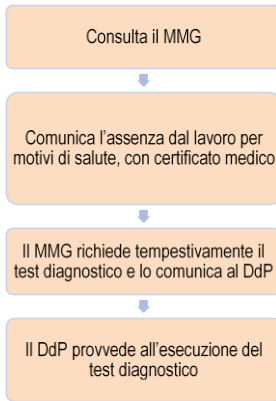 Consulta il MMG
Comunica l'assenza dal lavoro per
motivi di salute, con certificato medico
Il MMG richiede tempestivamente il
test diagnostico e lo comunica al DdP
Il DdP provvede all'esecuzione del
test diagnostico